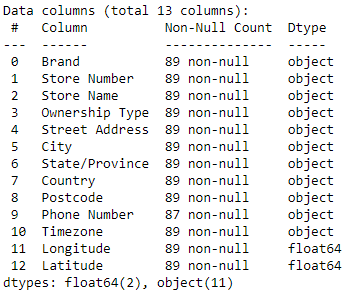 Data columns (total 13 columns):
 #   Column          Non-Null Count  Dtype
---  ------          --------------  -----
 0   Brand           89 non-null     object
 1   Store Number    89 non-null     object
 2   Store Name      89 non-null     object
 3   Ownership Type  89 non-null     object
 4   Street Address  89 non-null     object
 5   City            89 non-null     object
 6   State/Province  89 non-null     object
 7   Country         89 non-null     object
 8   Postcode        89 non-null     object
 9   Phone Number    87 non-null     object
 10  Timezone        89 non-null     object
 11  Longitude       89 non-null     float64
 12  Latitude        89 non-null     float64
dtypes: float64(2), object(11)